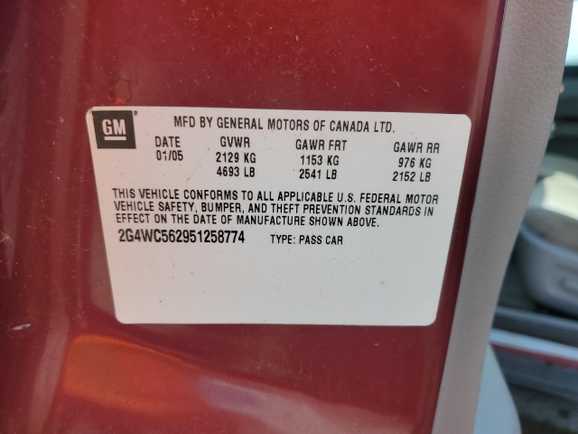 GM
MFD BY GENERAL MOTORS OF CANADA LTD.
DATE GVWR GAWR FRT GAWR RR
01/05 2129 KG 1153 KG 976 KG
4693 LB 2541 LB 2152 LB
THIS VEHICLE CONFORMS TO ALL APPLICABLE U.S. FEDERAL MOTOR
VEHICLE SAFETY, BUMPER, AND THEFT PREVENTION STANDARDS IN
EFFECT ON THE DATE OF MANUFACTURE SHOWN ABOVE.
2G4WC562951258774 TYPE: PASS CAR